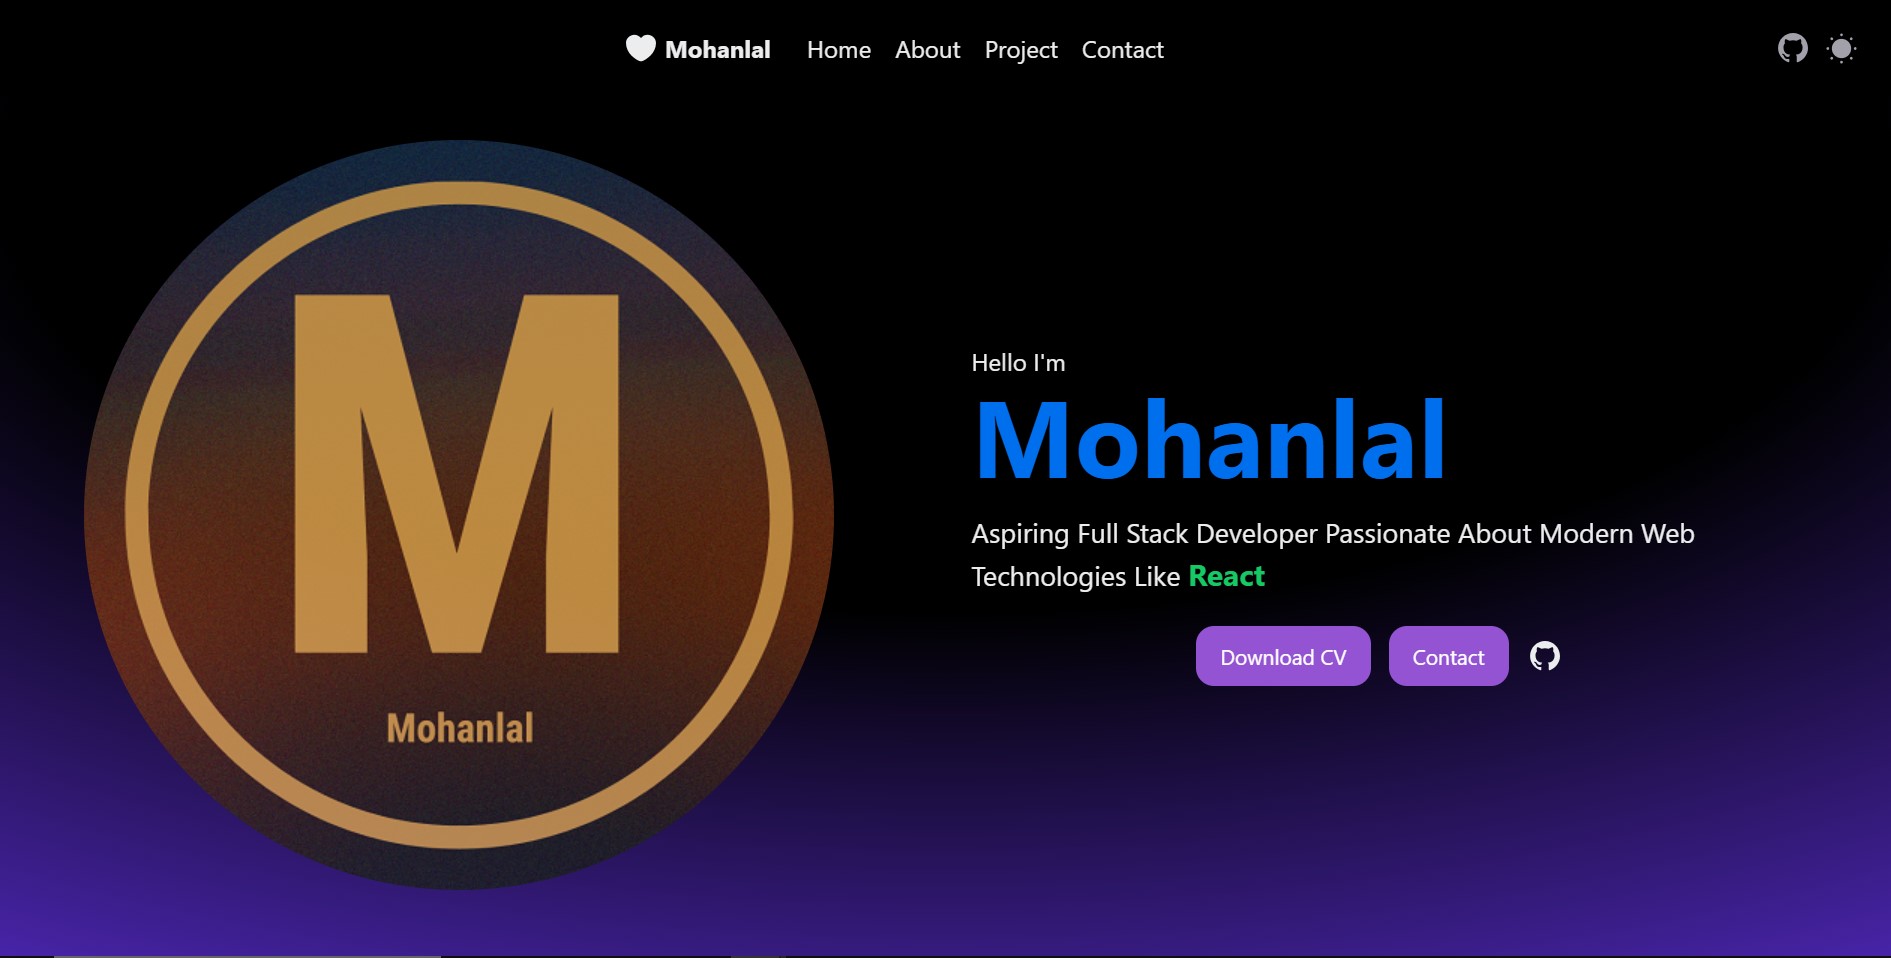 Mohanlal Home About Project Contact
M
Mohanlal
Hello I'm
Mohanlal
Aspiring Full Stack Developer Passionate About Modern Web
Technologies Like React
Download CV Contact